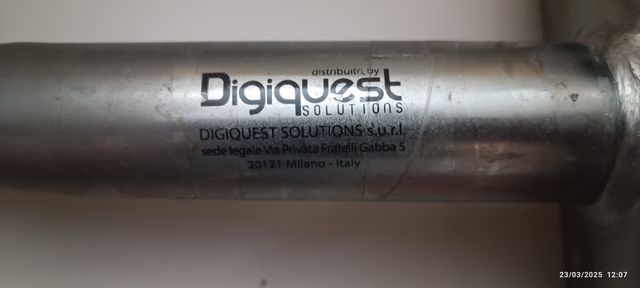 distribuito by
Digiquest
SOLUTIONS
DIGIQUEST SOLUTIONS s.u.r.l.
sede legale Via Privata Fratelli Gabba 5
20121 Milano - Italy
23/03/2025 12:07